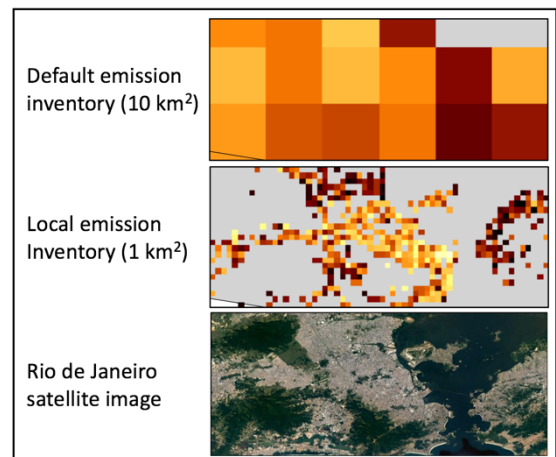 Default emission
inventory (10 km²)
Local emission
Inventory (1 km²)
Rio de Janeiro
satellite image